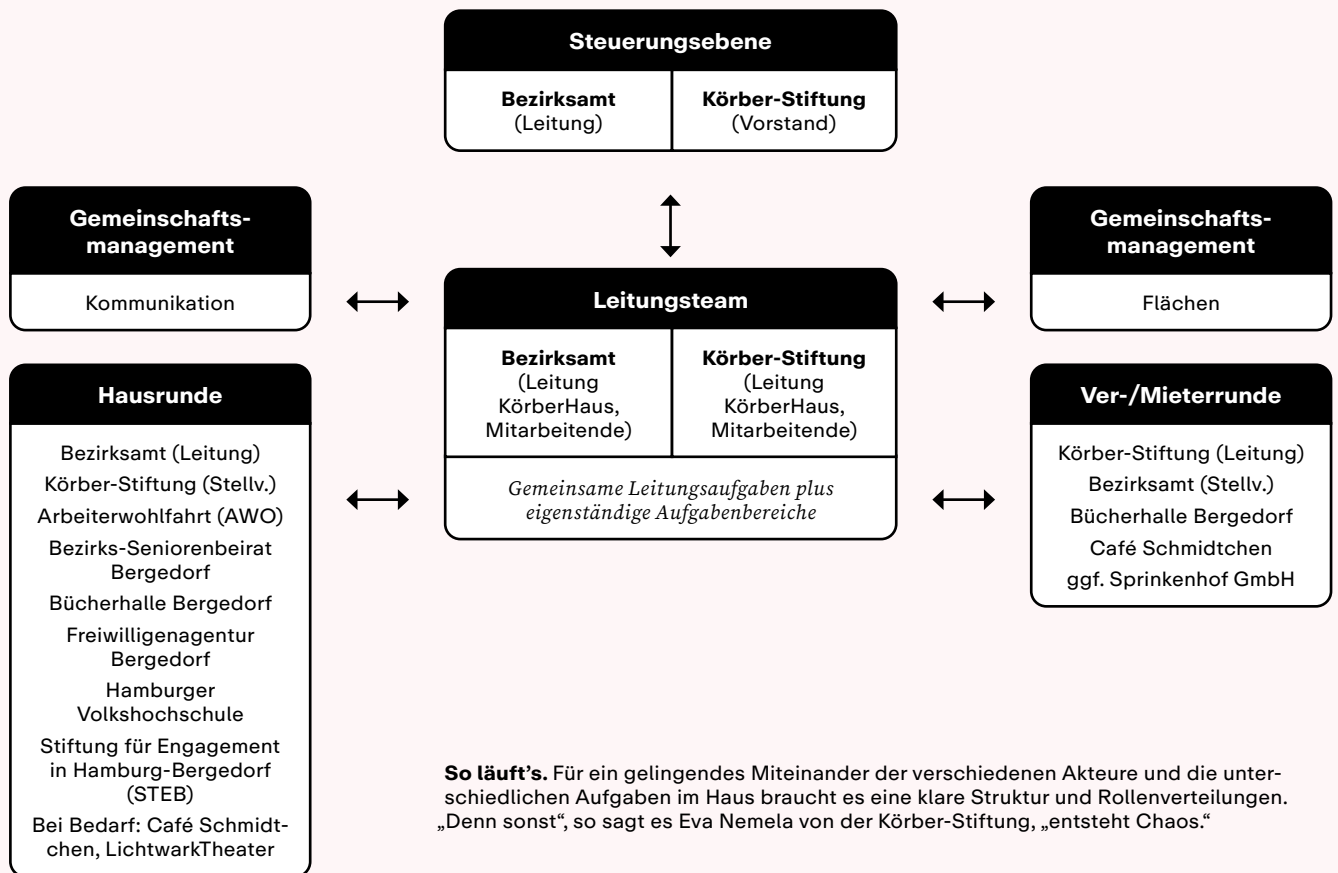 Steuerungsebene
Bezirksamt
(Leitung)
Körber-Stiftung
(Vorstand)
Gemeinschafts-
management
Kommunikation
Gemeinschafts-
management
Flächen
Leitungsteam
Bezirksamt
(Leitung
KörberHaus,
Mitarbeitende)
Körber-Stiftung
(Leitung
KörberHaus,
Mitarbeitende)
Gemeinsame Leitungsaufgaben plus
eigenständige Aufgabenbereiche
Hausrunde
Bezirksamt (Leitung)
Körber-Stiftung (Stellv.)
Arbeiterwohlfahrt (AWO)
Bezirks-Seniorenbeirat
Bergedorf
Bücherhalle Bergedorf
Freiwilligenagentur
Bergedorf
Hamburger
Volkshochschule
Stiftung für Engagement
in Hamburg-Bergedorf
(STEB)
Bei Bedarf: Café Schmidt-
chen, LichtwarkTheater
Ver-/Mieterrunde
Körber-Stiftung (Leitung)
Bezirksamt (Stellv.)
Bücherhalle Bergedorf
Café Schmidtchen
ggf. Sprinkenhof GmbH
So läuft’s. Für ein gelingendes Miteinander der verschiedenen Akteure und die unter-
schiedlichen Aufgaben im Haus braucht es eine klare Struktur und Rollenverteilungen.
„Denn sonst“, so sagt es Eva Nemela von der Körber-Stiftung, „entsteht Chaos.“